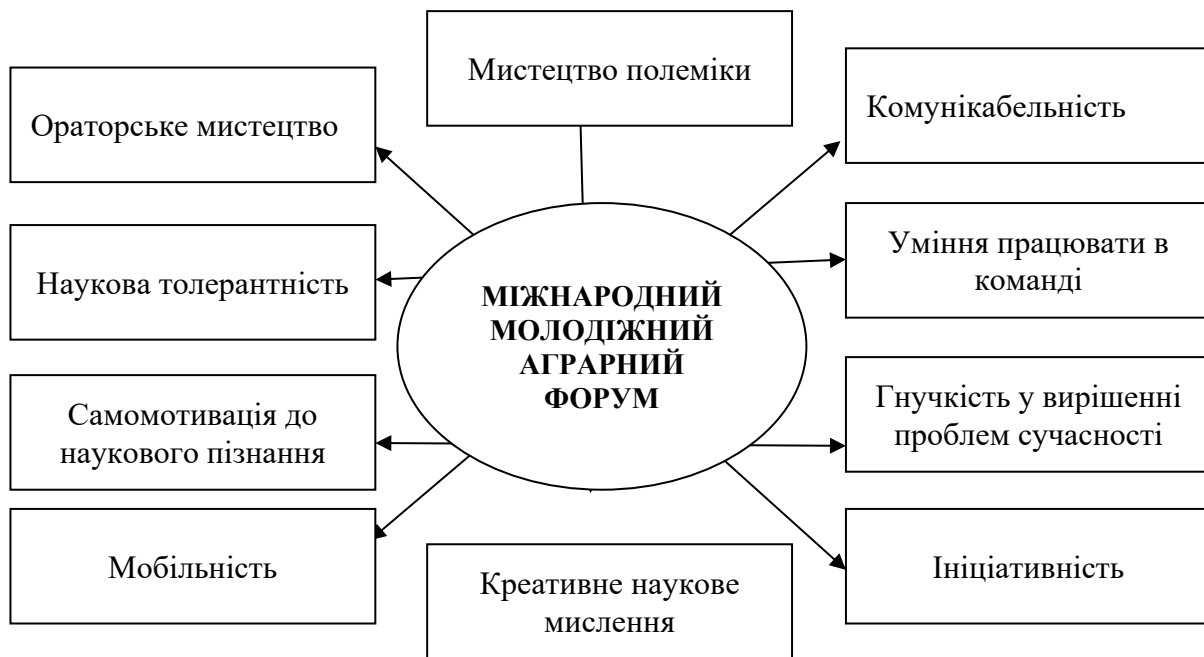 Мистецтво полеміки
Ораторське мистецтво
Комунікабельність
Наукова толерантність
Уміння працювати в
команді
МІЖНАРОДНИЙ
МОЛОДІЖНИЙ
АГРАРНИЙ
ФОРУМ
Самомотивація до
наукового пізнання
Гнучкість у вирішенні
проблем сучасності
Мобільність
Креативне наукове
мислення
Ініціативність